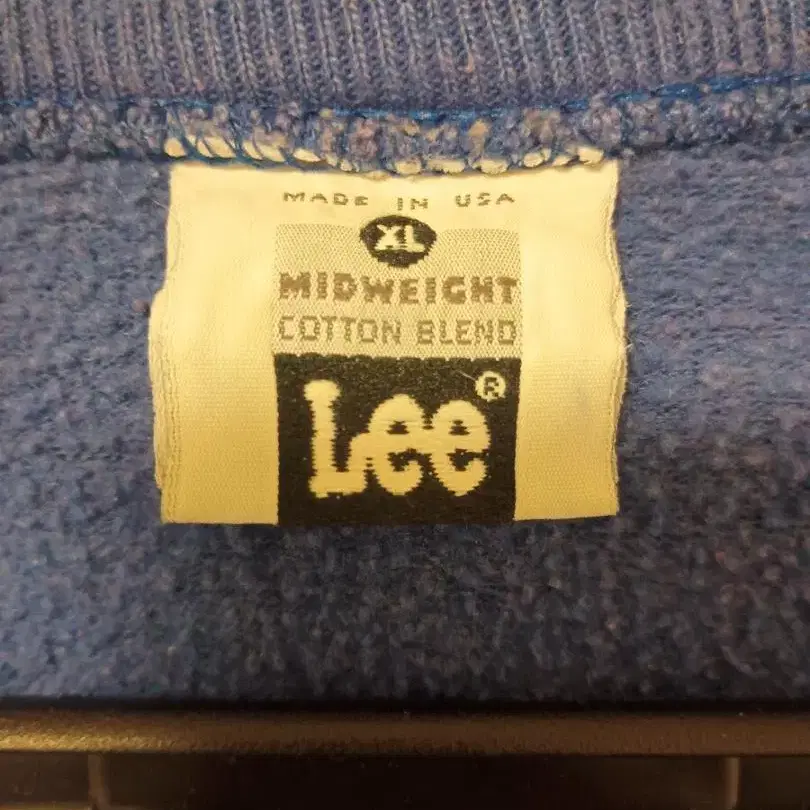 MADE IN USA
XL
MIDWEIGHT
COTTON BLEND
Lee®